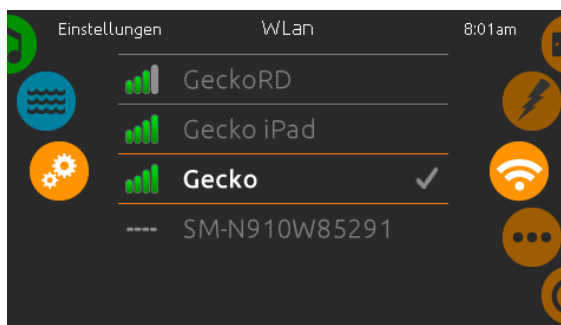 Einstellungen WLan 8:01am
GeckoRD
Gecko iPad
Gecko
SM-N910W85291